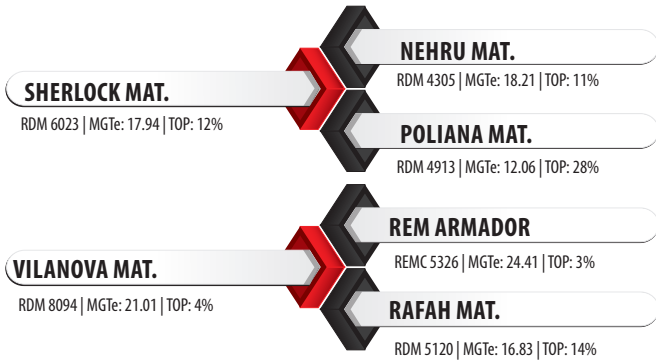 NEHRU MAT.
RDM 4305 | MGTe: 18.21 | TOP: 11%
SHERLOCK MAT.
RDM 6023 | MGTe: 17.94 | TOP: 12%
POLIANA MAT.
RDM 4913 | MGTe: 12.06 | TOP: 28%
REM ARMADOR
REMC 5326 | MGTe: 24.41 | TOP: 3%
VILANOVA MAT.
RDM 8094 | MGTe: 21.01 | TOP: 4%
RAFAH MAT.
RDM 5120 | MGTe: 16.83 | TOP: 14%